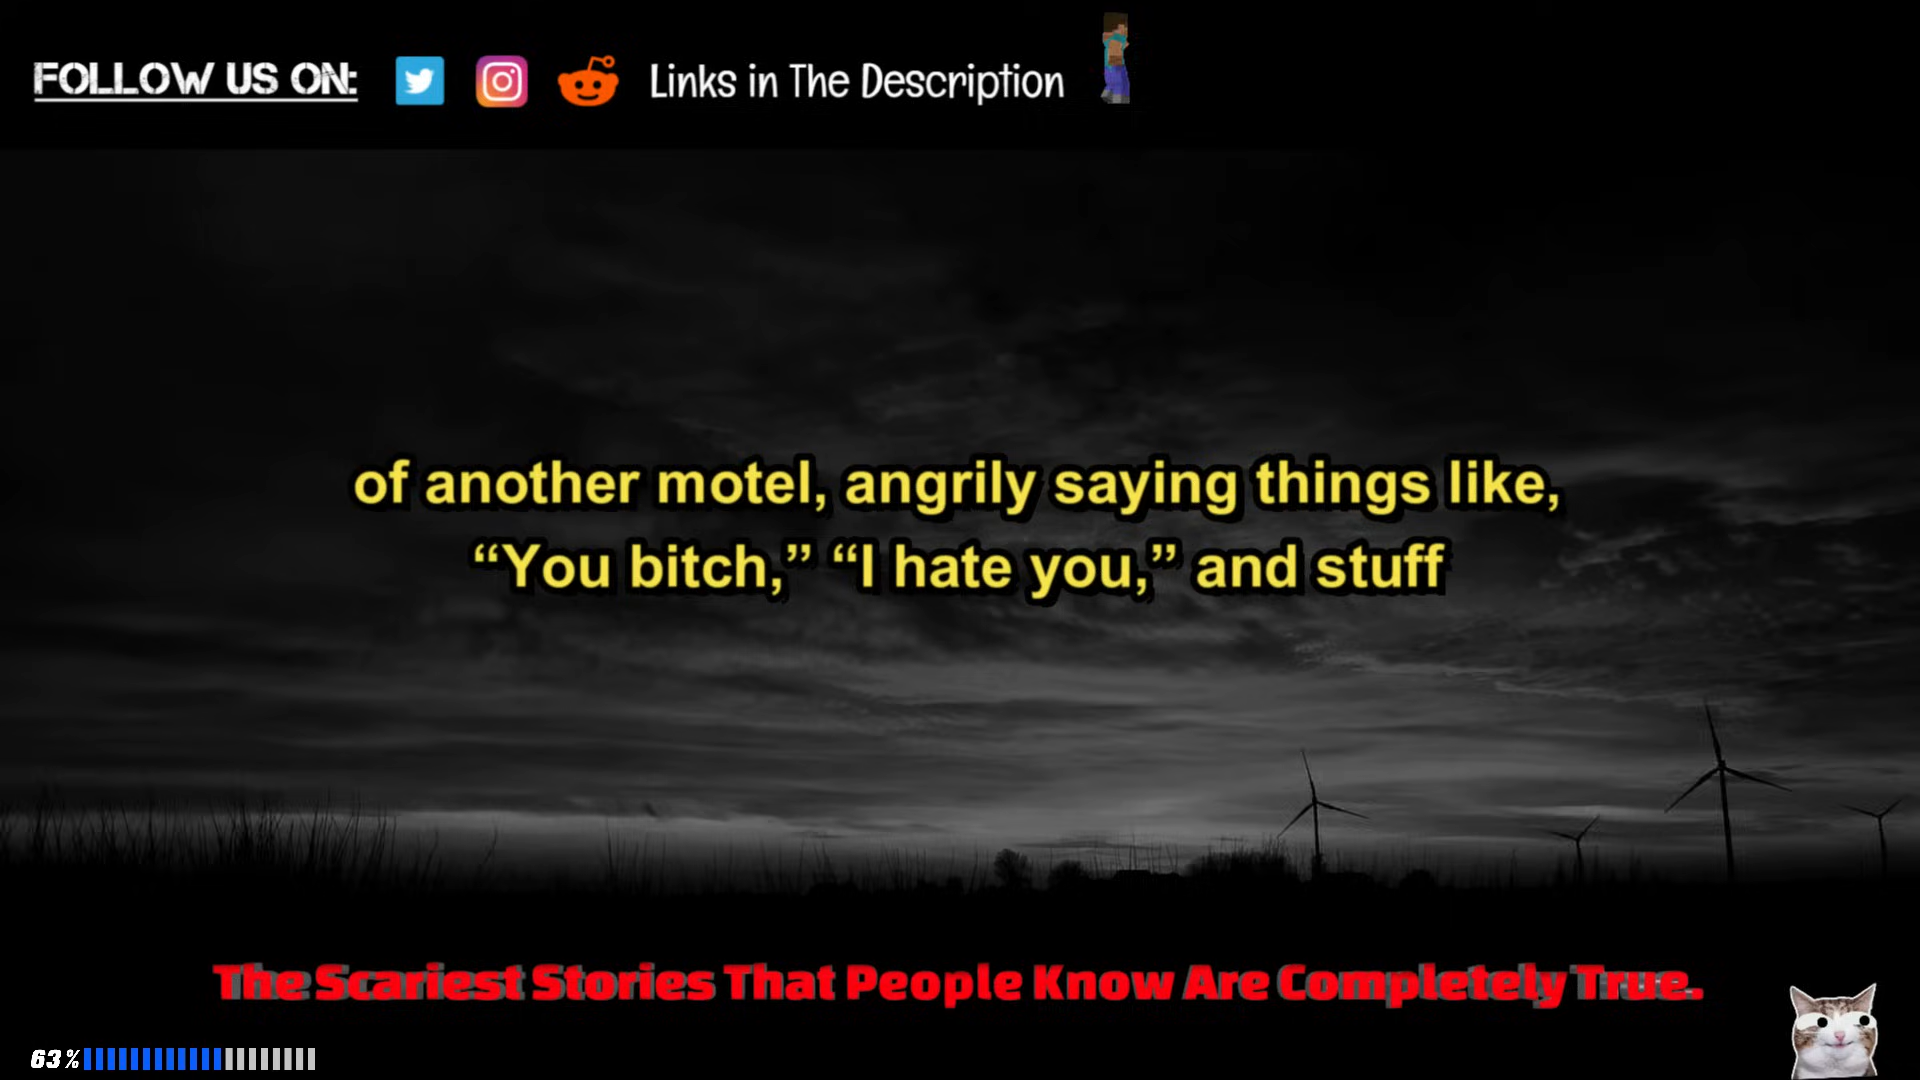 FOLLOW US ON: Links in The Description
of another motel, angrily saying things like,
“You bitch,” “I hate you,” and stuff
The Scariest Stories That People Know Are Completely True.
63%